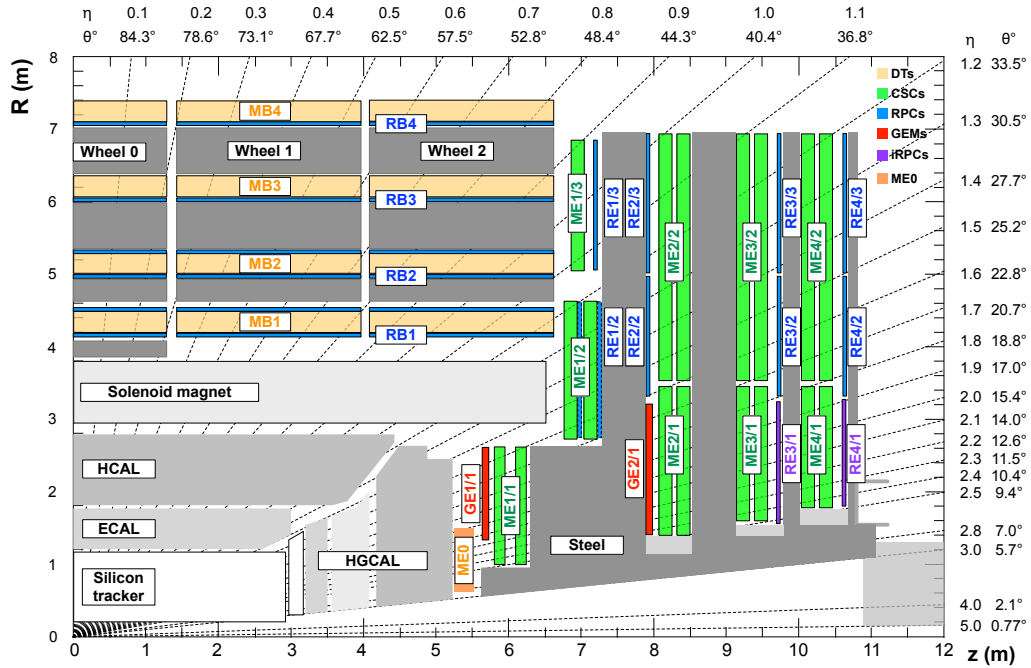 η 0.1 0.2 0.3 0.4 0.5 0.6 0.7 0.8 0.9 1.0 1.1
θ° 84.3° 78.6° 73.1° 67.7° 62.5° 57.5° 52.8° 48.4° 44.3° 40.4° 36.8° η θ°
R (m)
8
7
6
5
4
3
2
1
0
1.2 33.5°
1.3 30.5°
1.4 27.7°
1.5 25.2°
1.6 22.8°
1.7 20.7°
1.8 18.8°
1.9 17.0°
2.0 15.4°
2.1 14.0°
2.2 12.6°
2.3 11.5°
2.4 10.4°
2.5 9.4°
2.8 7.0°
3.0 5.7°
4.0 2.1°
5.0 0.77°
DTs
CSCs
RPCs
GEMs
iRPCs
ME0
MB4
RB4
Wheel 0 Wheel 1 Wheel 2
MB3
RB3
MB2
RB2
MB1
RB1
Solenoid magnet
HCAL
ECAL
Silicon
tracker
HGCAL
Steel
ME1/3
RE1/3
RE2/3
ME2/2
ME3/2
RE3/3
ME4/2
RE4/3
ME1/2
RE1/2
RE2/2
RE3/2
RE4/2
GE1/1
ME1/1
ME0
GE2/1
ME2/1
ME3/1
RE3/1
ME4/1
RE4/1
0 1 2 3 4 5 6 7 8 9 10 11 12
z (m)